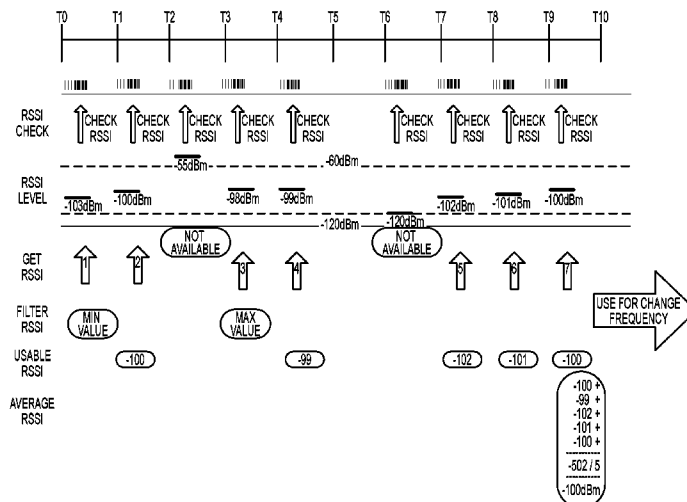 T0 T1 T2 T3 T4 T5 T6 T7 T8 T9 T10
RSSI CHECK
CHECK RSSI CHECK RSSI CHECK RSSI CHECK RSSI CHECK RSSI CHECK RSSI CHECK RSSI CHECK RSSI CHECK RSSI
-60dBm
-55dBm
RSSI LEVEL
-103dBm -100dBm -98dBm -99dBm -102dBm -101dBm -100dBm
-120dBm -120dBm
NOT AVAILABLE NOT AVAILABLE
GET RSSI
1 2 3 4 5 6 7
FILTER RSSI
MIN VALUE MAX VALUE
USE FOR CHANGE FREQUENCY
USABLE RSSI
-100 -99 -102 -101 -100
AVERAGE RSSI
-100 +
-99 +
-102 +
-101 +
-100 +
-502 / 5
-100dBm